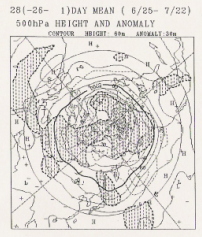 28(-26- 1)DAY MEAN ( 6/25- 7/22)
500hPa HEIGHT AND ANOMALY
CONTOUR HEIGHT: 60m ANOMALY:30m